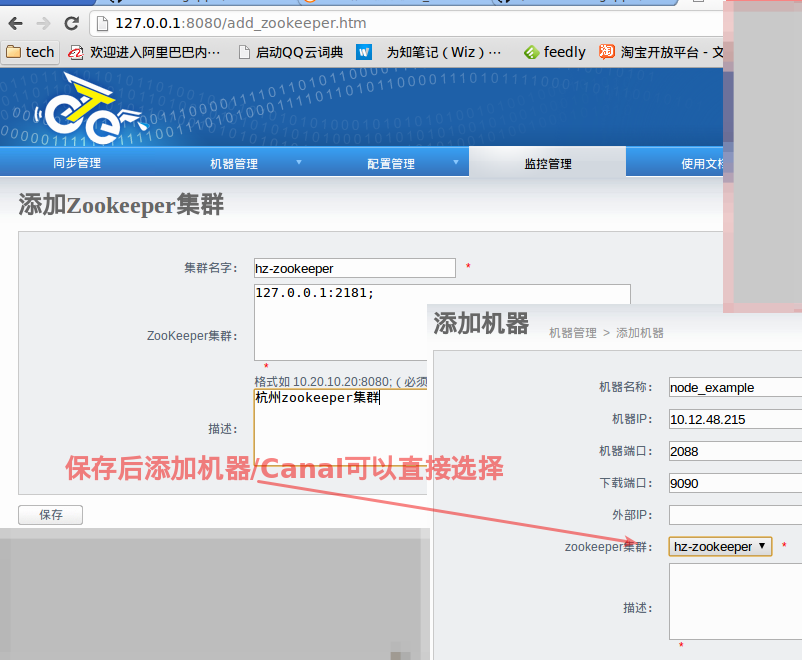 127.0.0.1:8080/add_zookeeper.htm
tech 欢迎进入阿里巴巴内… 启动QQ云词典 为知笔记（Wiz）… feedly 淘 淘宝开放平台 - 文
同步管理 机器管理 配置管理 监控管理 使用文档
添加Zookeeper集群
集群名字: hz-zookeeper *
ZooKeeper集群: 127.0.0.1:2181;
*
格式如 10.20.10.20:8080;（必须
描述: 杭州zookeeper集群
保存后添加机器/Canal可以直接选择
保存
添加机器 机器管理 > 添加机器
机器名称: node_example
机器IP: 10.12.48.215
机器端口: 2088
下载端口: 9090
外部IP:
zookeeper集群: hz-zookeeper *
描述:
*